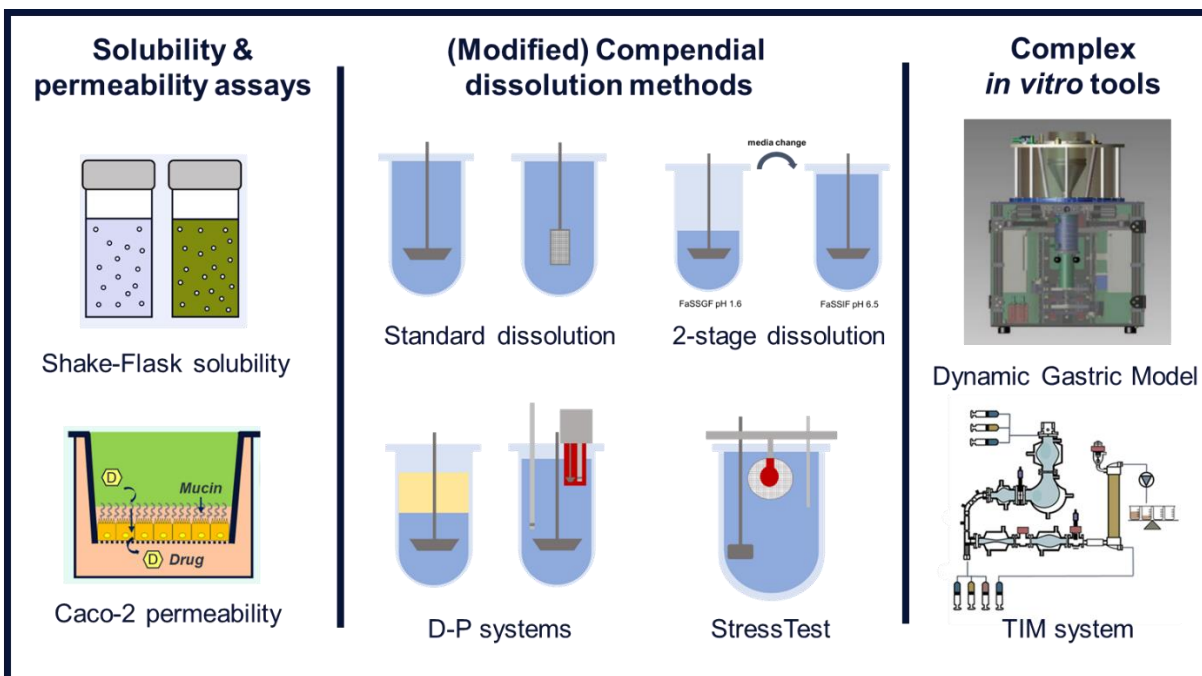 Solubility &
permeability assays
Shake-Flask solubility
D
Mucin
D
Drug
Caco-2 permeability
(Modified) Compendial
dissolution methods
media change
FaSSGF pH 1.6
FaSSIF pH 6.5
Standard dissolution
2-stage dissolution
D-P systems
StressTest
Complex
in vitro tools
Dynamic Gastric Model
TIM system